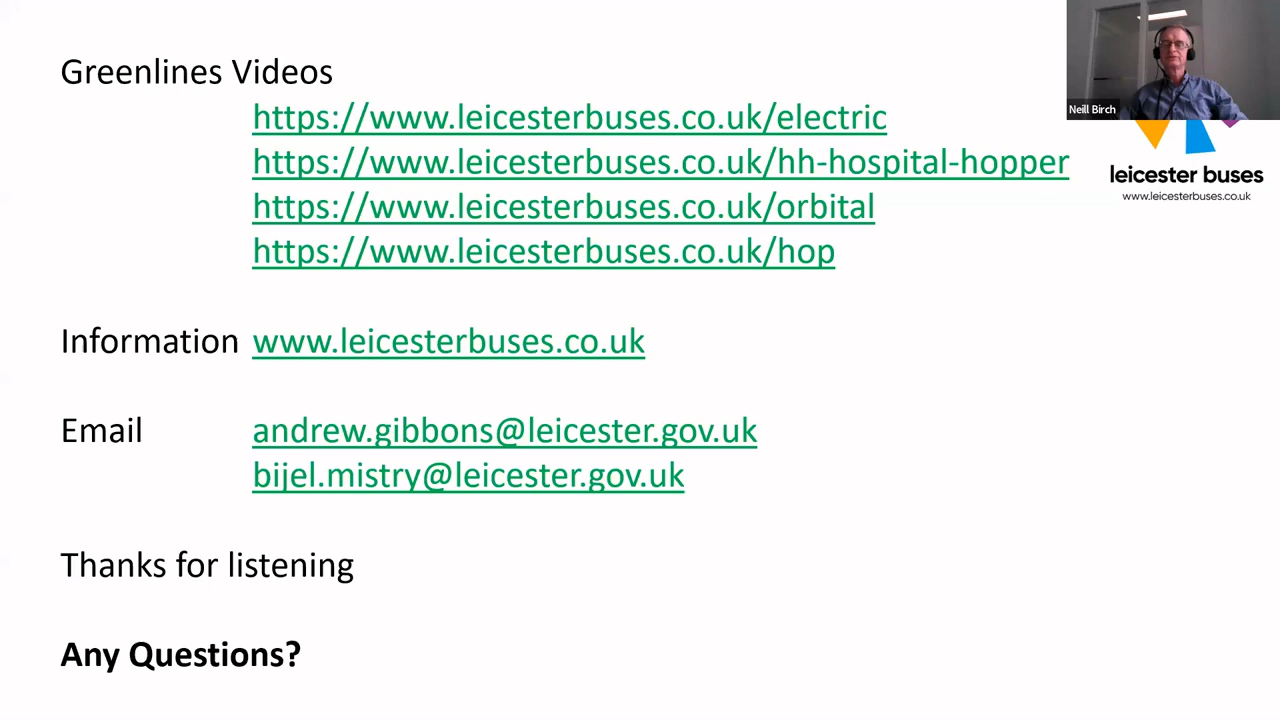 Greenlines Videos
https://www.leicesterbuses.co.uk/electric
https://www.leicesterbuses.co.uk/hh-hospital-hopper
https://www.leicesterbuses.co.uk/orbital
https://www.leicesterbuses.co.uk/hop
Information www.leicesterbuses.co.uk
Email andrew.gibbons@leicester.gov.uk
bijel.mistry@leicester.gov.uk
Thanks for listening
Any Questions?
Neill Birch
leicester buses
www.leicesterbuses.co.uk